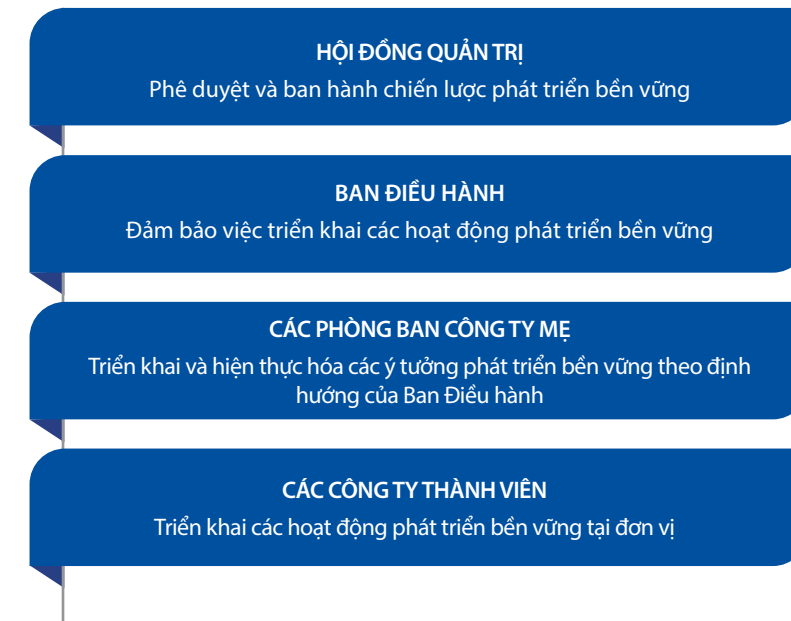 HỘI ĐỒNG QUẢN TRỊ
Phê duyệt và ban hành chiến lược phát triển bền vững
BAN ĐIỀU HÀNH
Đảm bảo việc triển khai các hoạt động phát triển bền vững
CÁC PHÒNG BAN CÔNG TY MẸ
Triển khai và hiện thực hóa các ý tưởng phát triển bền vững theo định
hướng của Ban Điều hành
CÁC CÔNG TY THÀNH VIÊN
Triển khai các hoạt động phát triển bền vững tại đơn vị